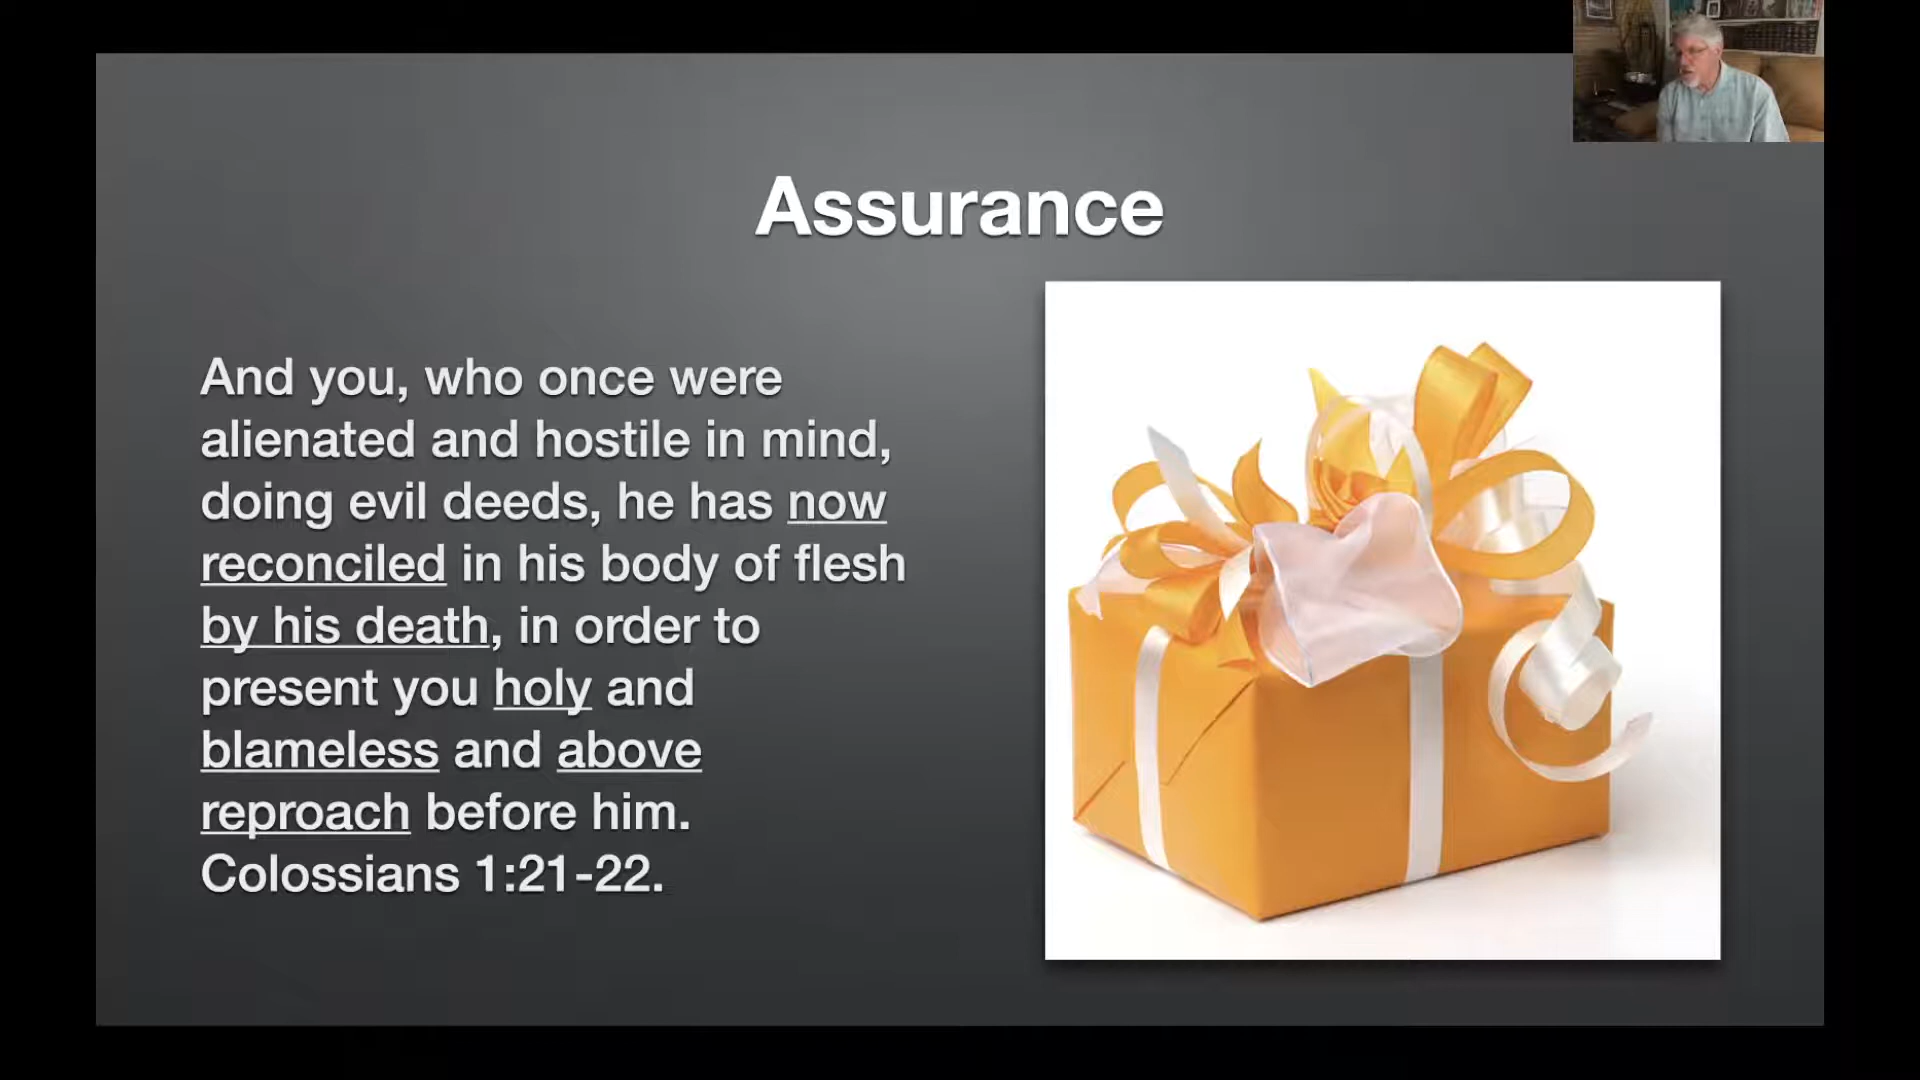 Assurance
And you, who once were
alienated and hostile in mind,
doing evil deeds, he has now
reconciled in his body of flesh
by his death, in order to
present you holy and
blameless and above
reproach before him.
Colossians 1:21-22.